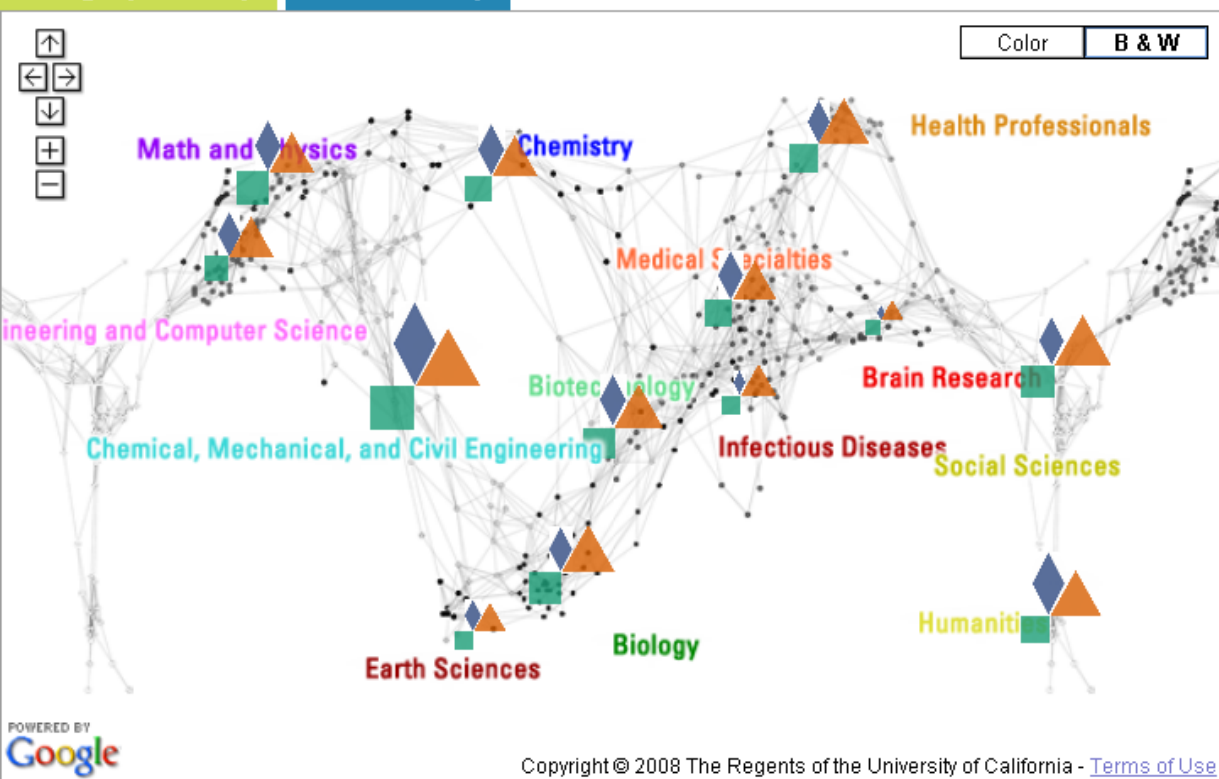 Color
B & W
Health Professionals
Math and Physics
Chemistry
Medical Specialties
ineering and Computer Science
Biotechnology
Brain Research
Chemical, Mechanical, and Civil Engineering
Infectious Diseases
Social Sciences
Humanities
Biology
Earth Sciences
POWERED BY
Google
Copyright © 2008 The Regents of the University of California - Terms of Use